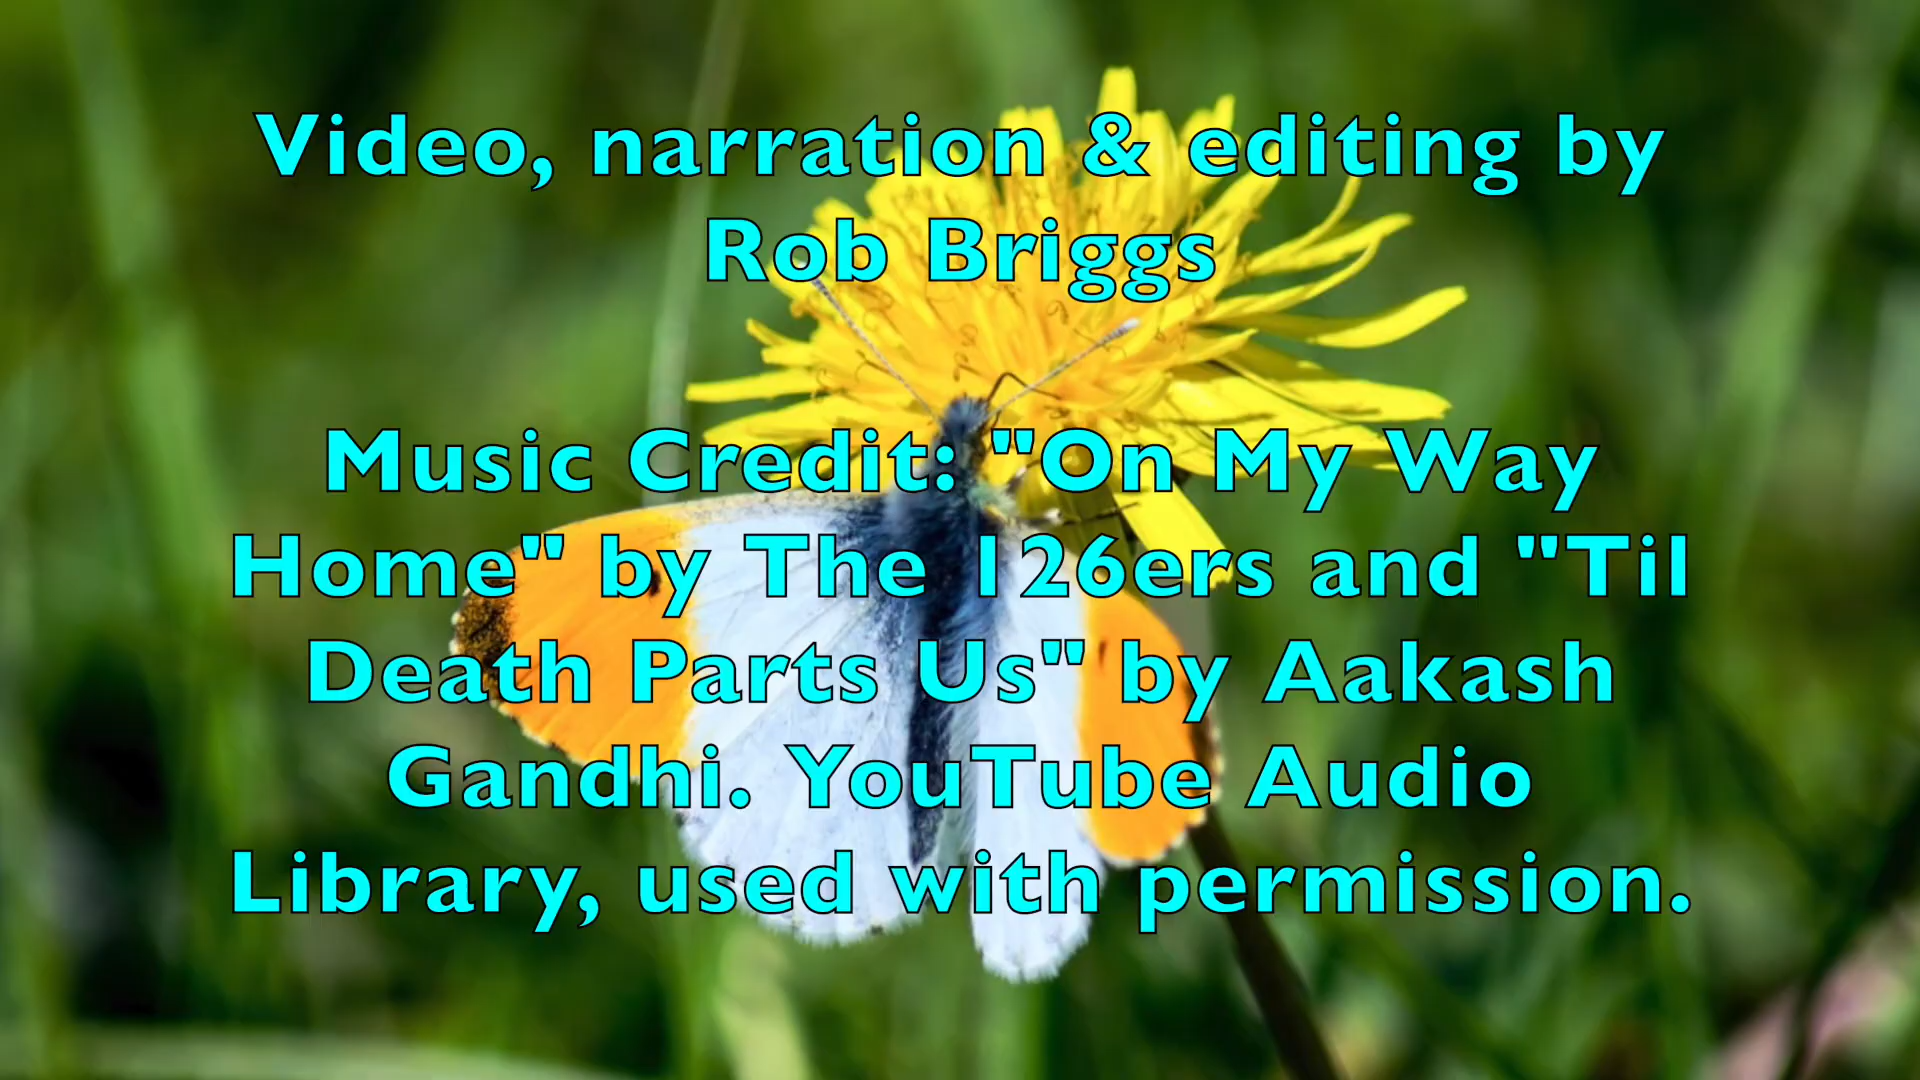 Video, narration & editing by
Rob Briggs
Music Credit: "On My Way
Home" by The 126ers and "Til
Death Parts Us" by Aakash
Gandhi. YouTube Audio
Library, used with permission.